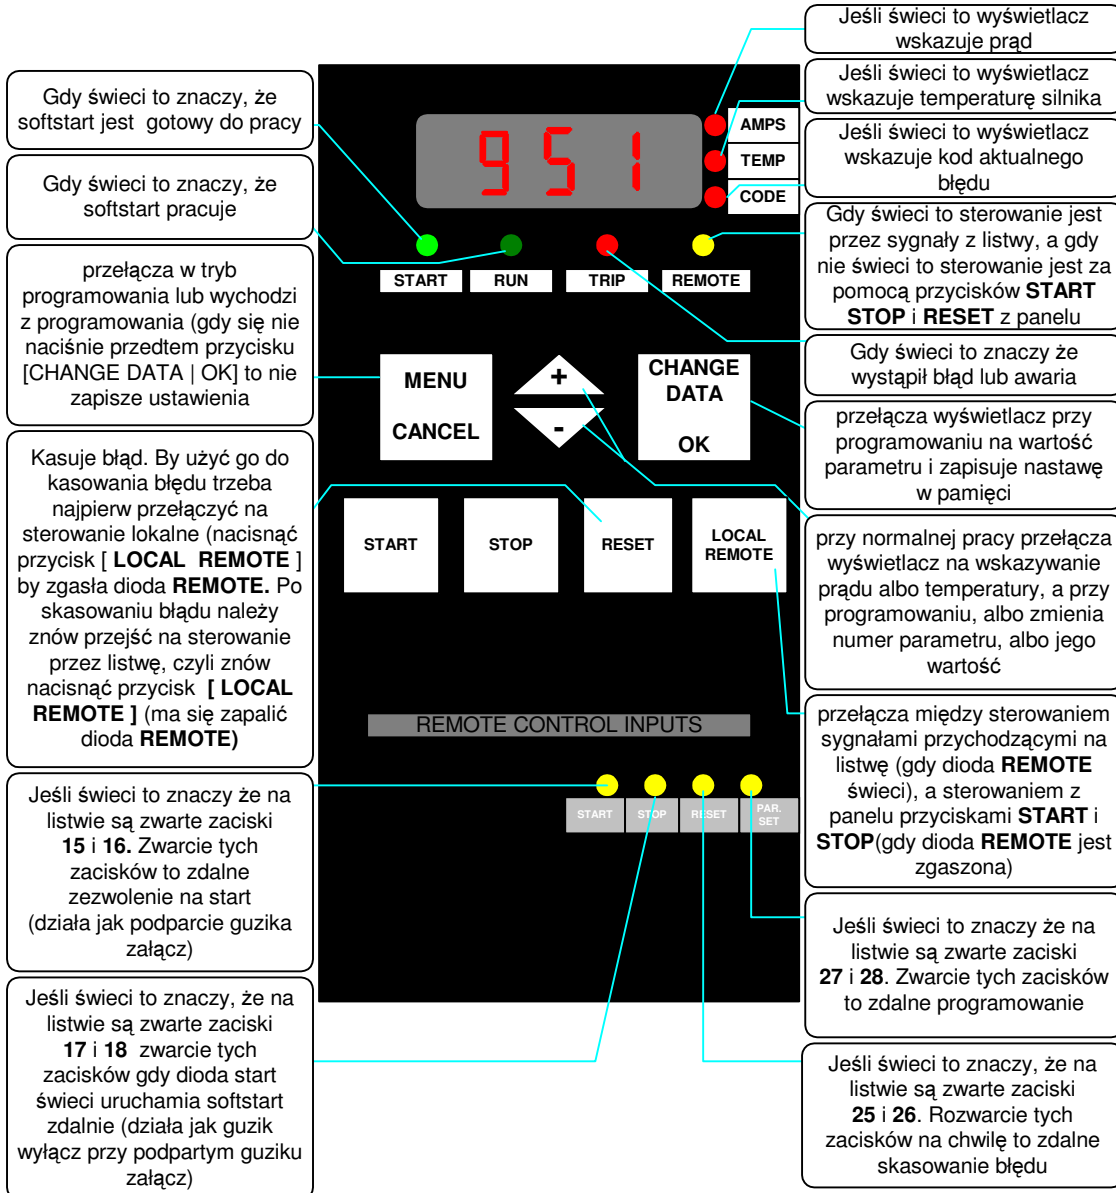 Gdy świeci to znaczy, że
softstart jest gotowy do pracy
Gdy świeci to znaczy, że
softstart pracuje
przełącza w tryb
programowania lub wychodzi
z programowania (gdy się nie
naciśnie przedtem przycisku
[CHANGE DATA | OK] to nie
zapisze ustawienia
Kasuje błąd. By użyć go do
kasowania błędu trzeba
najpierw przełączyć na
sterowanie lokalne (nacisnąć
przycisk [ LOCAL REMOTE ]
by zgasła dioda REMOTE. Po
skasowaniu błędu należy
znów przejść na sterowanie
przez listwę, czyli znów
nacisnąć przycisk [ LOCAL
REMOTE ] (ma się zapalić
dioda REMOTE)
Jeśli świeci to znaczy że na
listwie są zwarte zaciski
15 i 16. Zwarcie tych
zacisków to zdalne
zezwolenie na start
(działa jak podparcie guzika
załącz)
Jeśli świeci to znaczy, że na
listwie są zwarte zaciski
17 i 18 zwarcie tych
zacisków gdy dioda start
świeci uruchamia softstart
zdalnie (działa jak guzik
wyłącz przy podpartym guziku
załącz)
951
AMPS
TEMP
CODE
START RUN TRIP REMOTE
MENU
CANCEL
+
-
CHANGE
DATA
OK
START
STOP
RESET
LOCAL
REMOTE
REMOTE CONTROL INPUTS
START
STOP
RESET
PAR.
SET
Jeśli świeci to wyświetlacz
wskazuje prąd
Jeśli świeci to wyświetlacz
wskazuje temperaturę silnika
Jeśli świeci to wyświetlacz
wskazuje kod aktualnego
błędu
Gdy świeci to sterowanie jest
przez sygnały z listwy, a gdy
nie świeci to sterowanie jest za
pomocą przycisków START
STOP i RESET z panelu
Gdy świeci to znaczy że
wystąpił błąd lub awaria
przełącza wyświetlacz przy
programowaniu na wartość
parametru i zapisuje nastawę
w pamięci
przy normalnej pracy przełącza
wyświetlacz na wskazywanie
prądu albo temperatury, a przy
programowaniu, albo zmienia
numer parametru, albo jego
wartość
przełącza między sterowaniem
sygnałami przychodzącymi na
listwę (gdy dioda REMOTE
świeci), a sterowaniem z
panelu przyciskami START i
STOP(gdy dioda REMOTE jest
zgaszona)
Jeśli świeci to znaczy że na
listwie są zwarte zaciski
27 i 28. Zwarcie tych zacisków
to zdalne programowanie
Jeśli świeci to znaczy, że na
listwie są zwarte zaciski
25 i 26. Rozwarcie tych
zacisków na chwilę to zdalne
skasowanie błędu